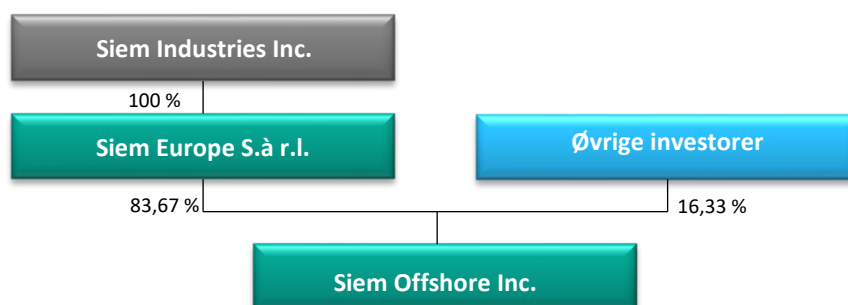 Siem Industries Inc.
100 %
Siem Europe S.à r.l.
Øvrige investorer
83,67 %
16,33 %
Siem Offshore Inc.